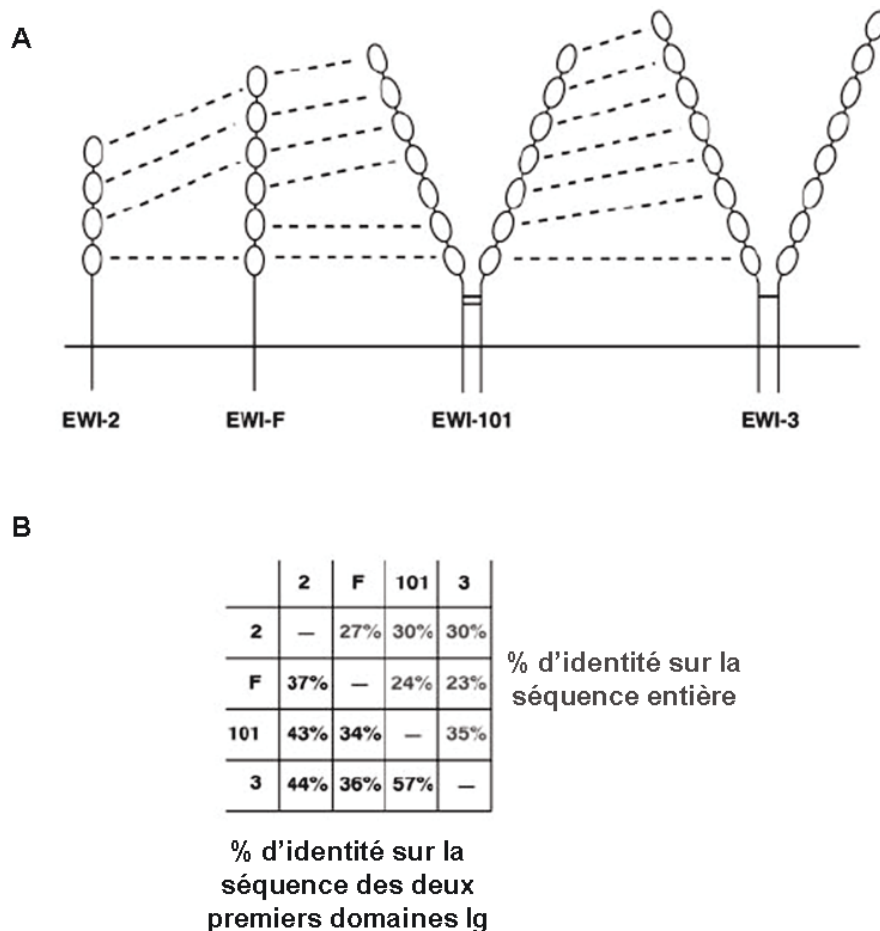 A
EWI-2 EWI-F EWI-101 EWI-3
B
2 F 101 3
2 — 27% 30% 30%
F 37% — 24% 23%
101 43% 34% — 35%
3 44% 36% 57% —
% d'identité sur la
séquence entière
% d'identité sur la
séquence des deux
premiers domaines Ig